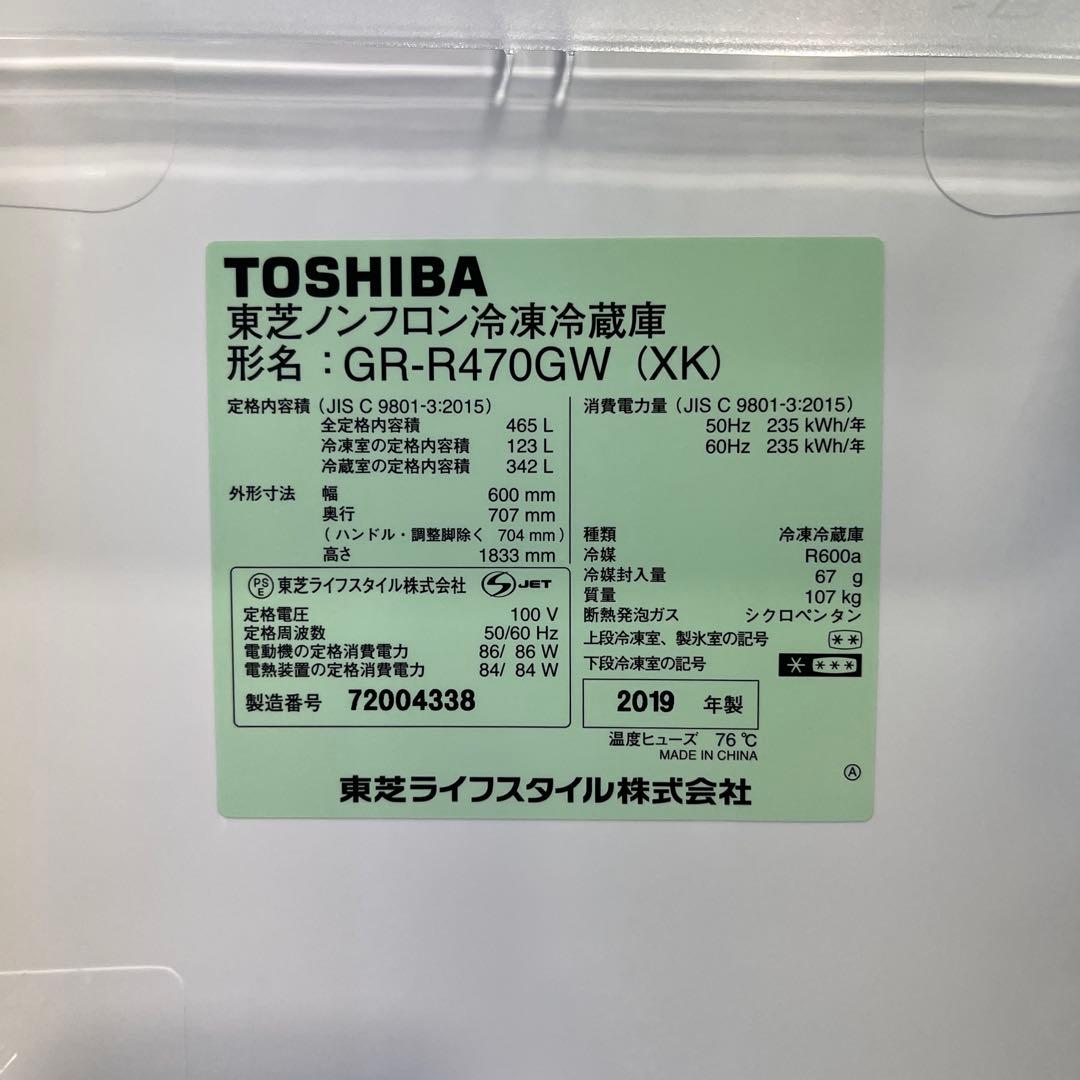 TOSHIBA
東芝ノンフロン冷凍冷蔵庫
形名：GR-R470GW（XK）
定格内容積（JIS C 9801-3:2015）
全定格内容積 465 L
冷凍室の定格内容積 123 L
冷蔵室の定格内容積 342 L
外形寸法 幅 600 mm
奥行 707 mm
（ハンドル・調整脚除く 704 mm）
高さ 1833 mm
消費電力量（JIS C 9801-3:2015）
50Hz 235 kWh/年
60Hz 235 kWh/年
種類 冷凍冷蔵庫
冷媒 R600a
冷媒封入量 67 g
質量 107 kg
断熱発泡ガス シクロペンタン
上段冷凍室、製氷室の記号 **
下段冷凍室の記号 * ***
PSE 東芝ライフスタイル株式会社 JET
定格電圧 100 V
定格周波数 50/60 Hz
電動機の定格消費電力 86/ 86 W
電熱装置の定格消費電力 84/ 84 W
製造番号 72004338
2019 年製
温度ヒューズ 76 ℃
MADE IN CHINA
Ⓐ
東芝ライフスタイル株式会社